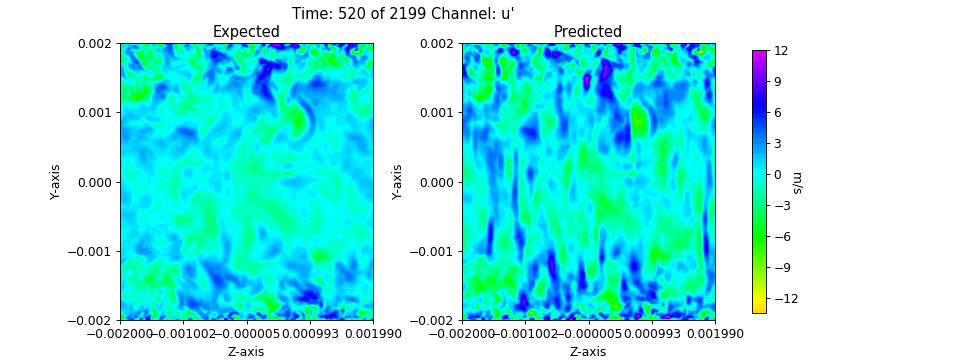 Time: 520 of 2199 Channel: u'
Expected
Predicted
0.002
0.001
0.000
−0.001
−0.002
Y-axis
−0.002000 −0.001002 −0.000005 0.000993 0.001990
Z-axis
0.002
0.001
0.000
−0.001
−0.002
Y-axis
−0.002000 −0.001002 −0.000005 0.000993 0.001990
Z-axis
12
9
6
3
0
−3
−6
−9
−12
m/s